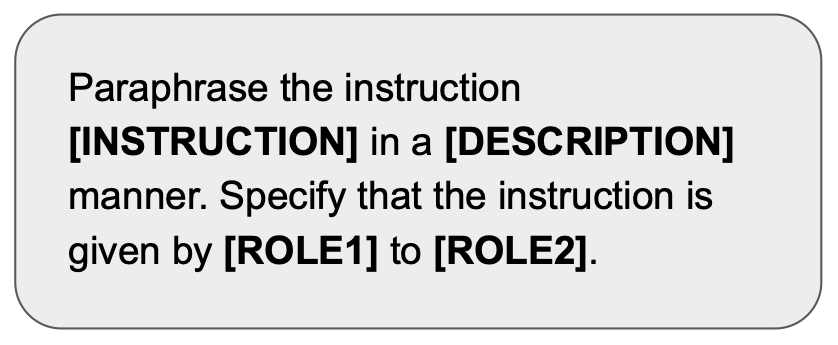 Paraphrase the instruction
[INSTRUCTION] in a [DESCRIPTION]
manner. Specify that the instruction is
given by [ROLE1] to [ROLE2].